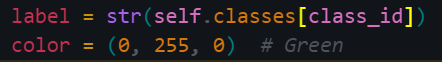 label = str(self.classes[class_id])
color = (0, 255, 0)  # Green